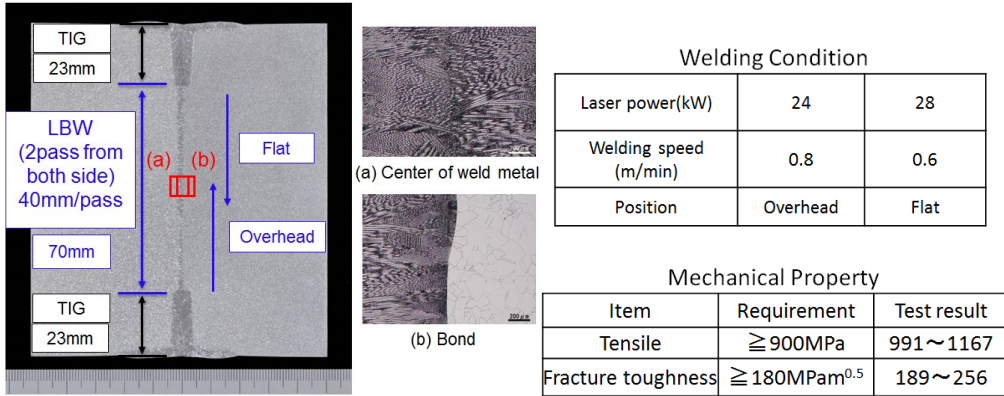 TIG
23mm
LBW
(2pass from
both side)
40mm/pass
70mm
TIG
23mm
(a)
(b)
Flat
Overhead
200μm
(a) Center of weld metal
200μm
(b) Bond
Welding Condition
Laser power(kW) 24 28
Welding speed
(m/min) 0.8 0.6
Position Overhead Flat
Mechanical Property
Item Requirement Test result
Tensile ≧900MPa 991～1167
Fracture toughness ≧180MPam⁰·⁵ 189～256